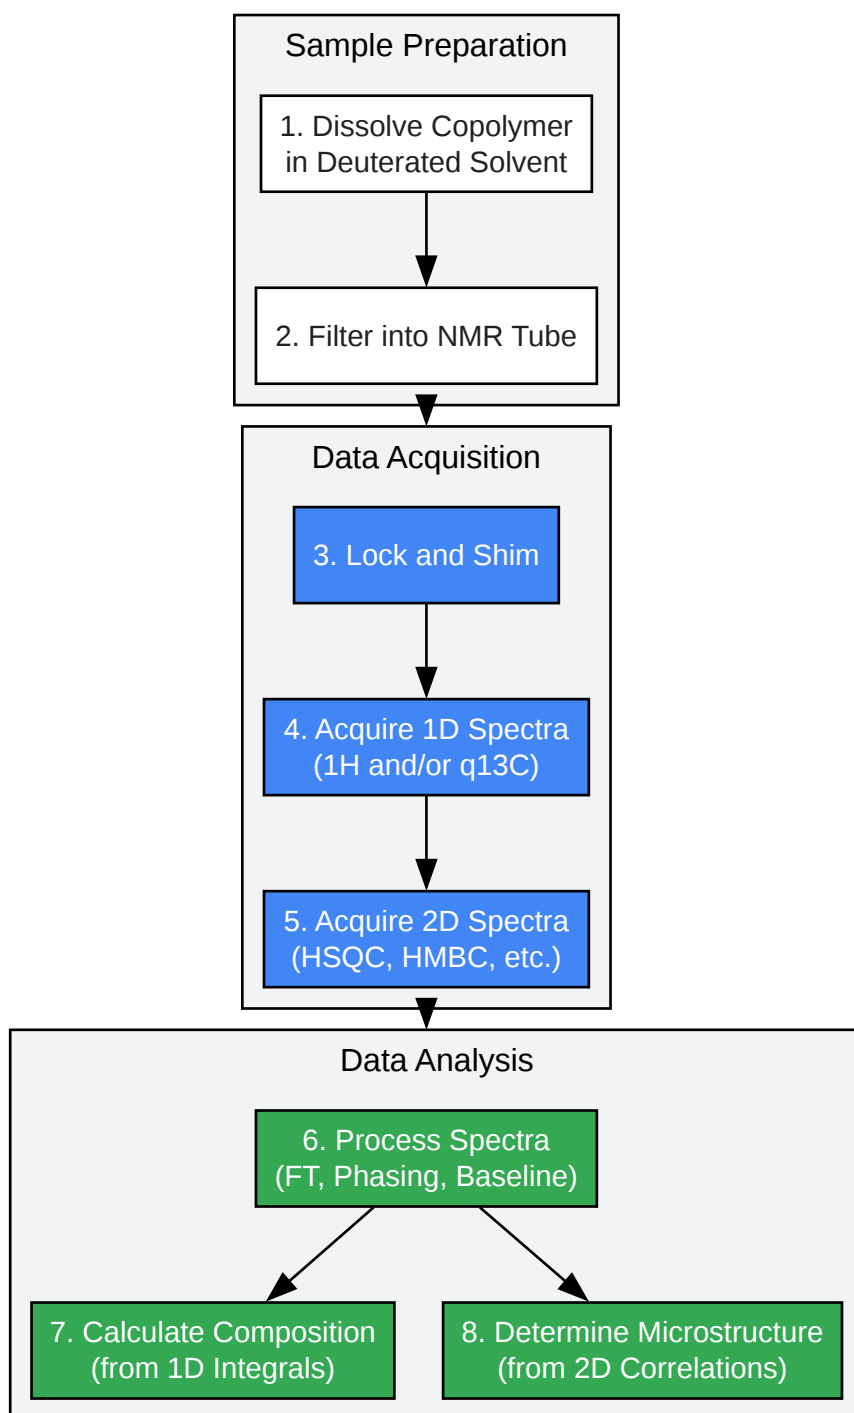 Sample Preparation
1. Dissolve Copolymer
in Deuterated Solvent
2. Filter into NMR Tube
Data Acquisition
3. Lock and Shim
4. Acquire 1D Spectra
(1H and/or q13C)
5. Acquire 2D Spectra
(HSQC, HMBC, etc.)
Data Analysis
6. Process Spectra
(FT, Phasing, Baseline)
7. Calculate Composition
(from 1D Integrals)
8. Determine Microstructure
(from 2D Correlations)